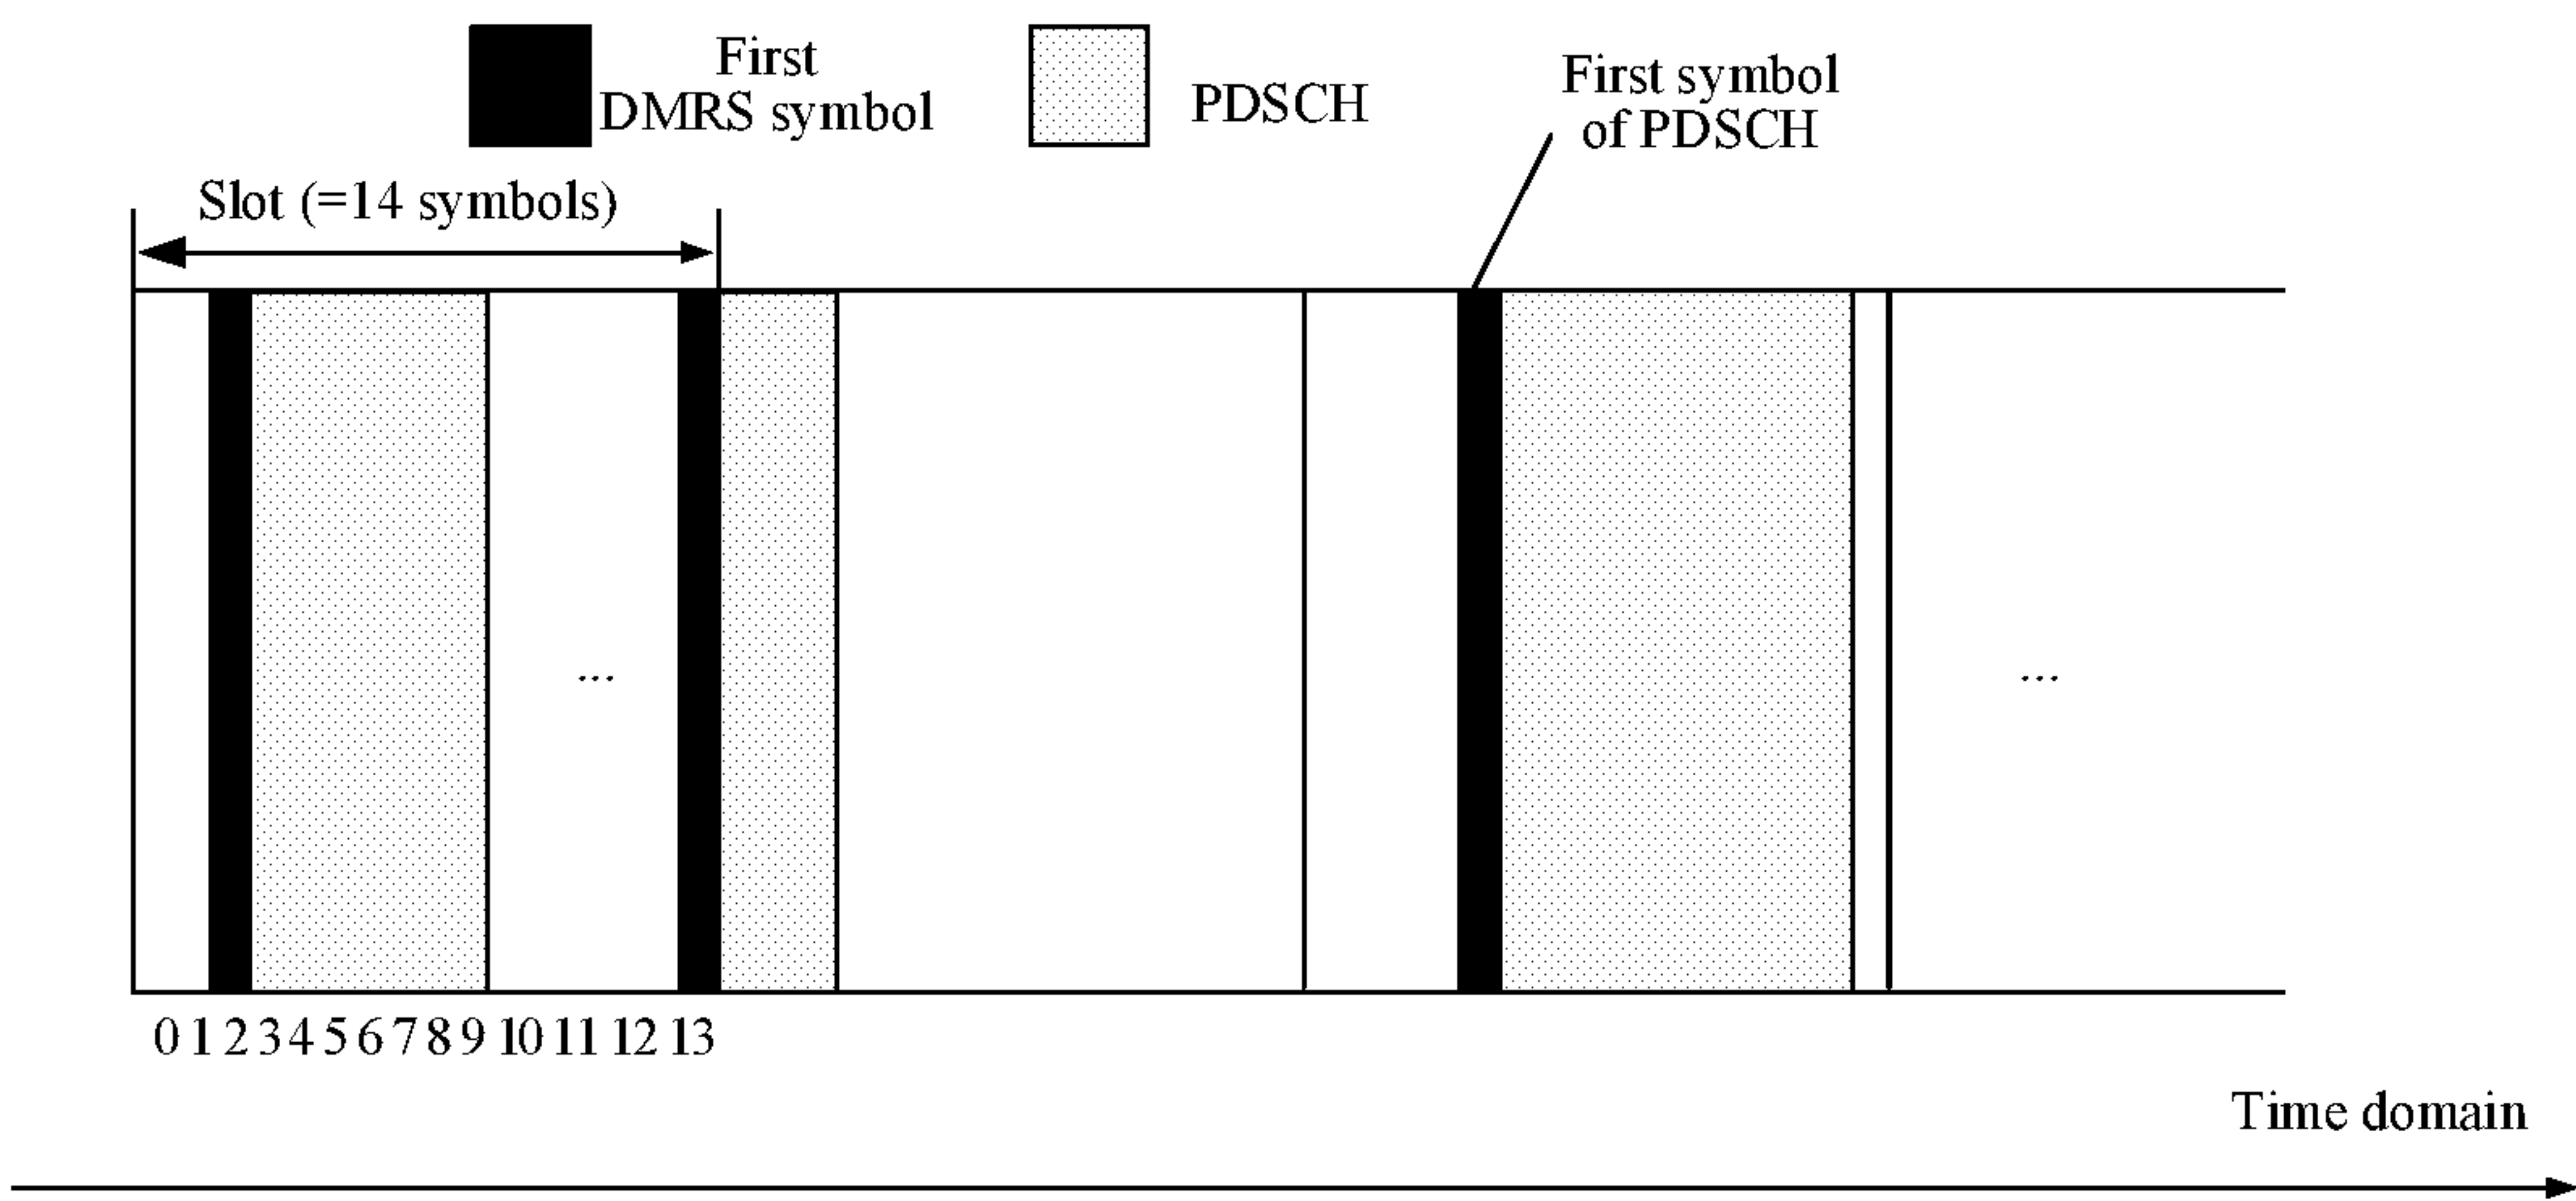 First
DMRS symbol
PDSCH
First symbol
of PDSCH
Slot (=14 symbols)
...
...
0 1 2 3 4 5 6 7 8 9 10 11 12 13
Time domain